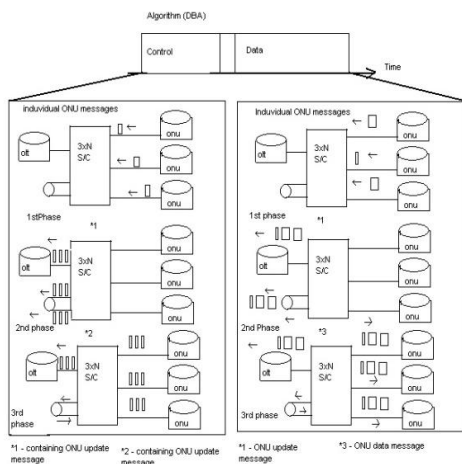 Algorithm (DBA)
Control
Data
Time
induvidual ONU messages
olt
3xN
S/C
onu
onu
onu
1stPhase
*1
olt
onu
onu
onu
2nd phase
*2
olt
3xN
S/C
onu
onu
onu
3rd
phase
*1 - containing ONU update
message
*2 - containing ONU update
message
Induvidual ONU messages
olt
3xN
S/C
onu
onu
onu
1st phase
*1
olt
onu
onu
onu
2nd Phase
*3
olt
3xN
S/C
onu
onu
onu
3rd phase
*1 - ONU update
message
*3 - ONU data message